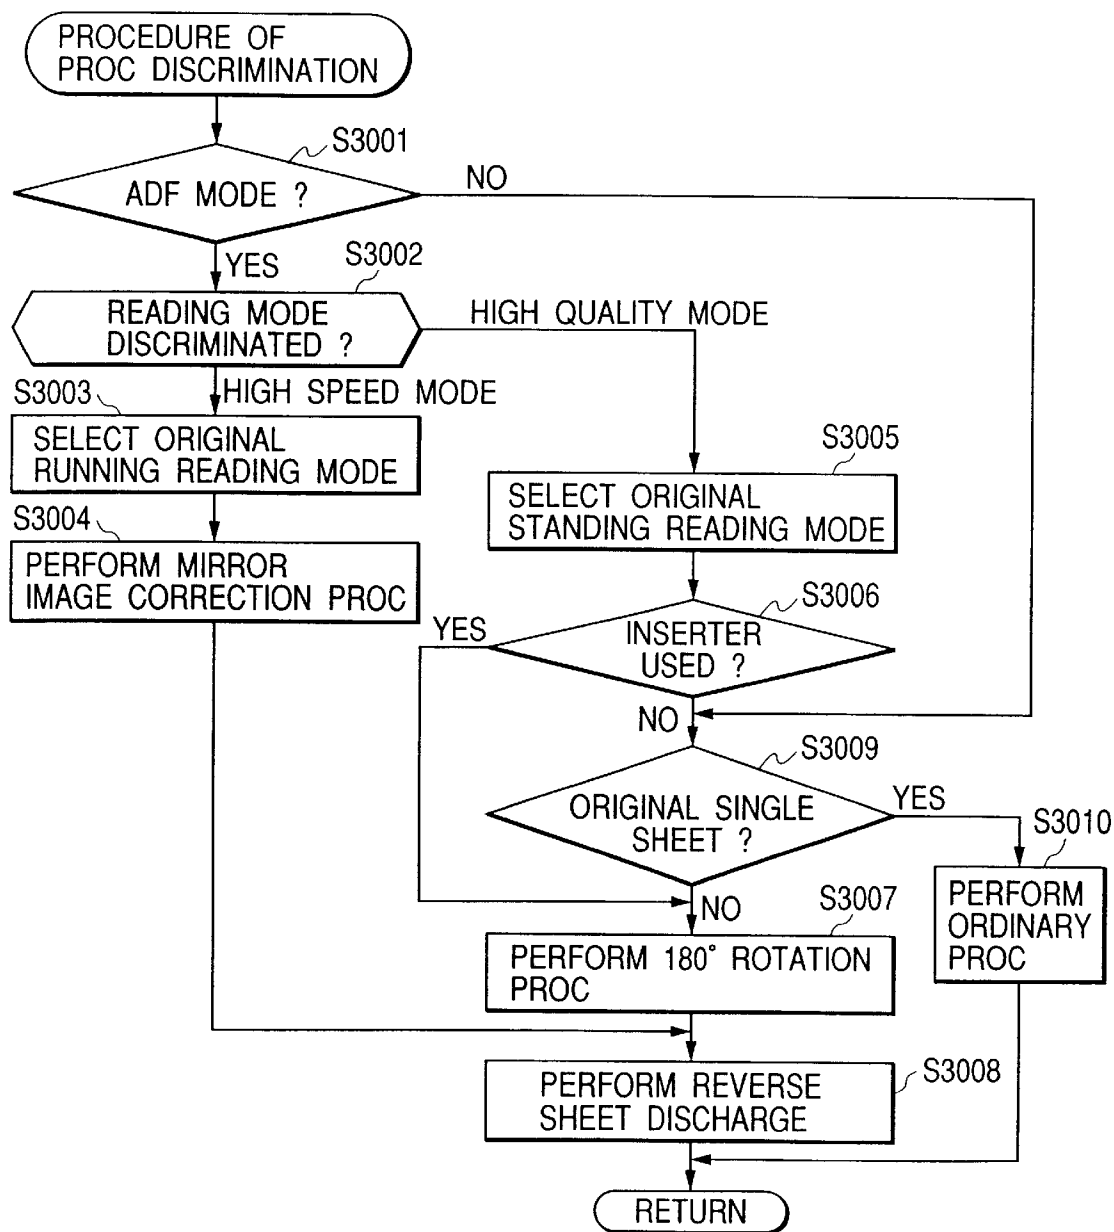 PROCEDURE OF
PROC DISCRIMINATION
S3001
ADF MODE ?
NO
YES
S3002
READING MODE
DISCRIMINATED ?
HIGH QUALITY MODE
HIGH SPEED MODE
S3003
SELECT ORIGINAL
RUNNING READING MODE
S3004
PERFORM MIRROR
IMAGE CORRECTION PROC
S3005
SELECT ORIGINAL
STANDING READING MODE
S3006
INSERTER
USED ?
YES
NO
S3009
ORIGINAL SINGLE
SHEET ?
YES
NO
S3010
PERFORM
ORDINARY
PROC
S3007
PERFORM 180° ROTATION
PROC
S3008
PERFORM REVERSE
SHEET DISCHARGE
RETURN